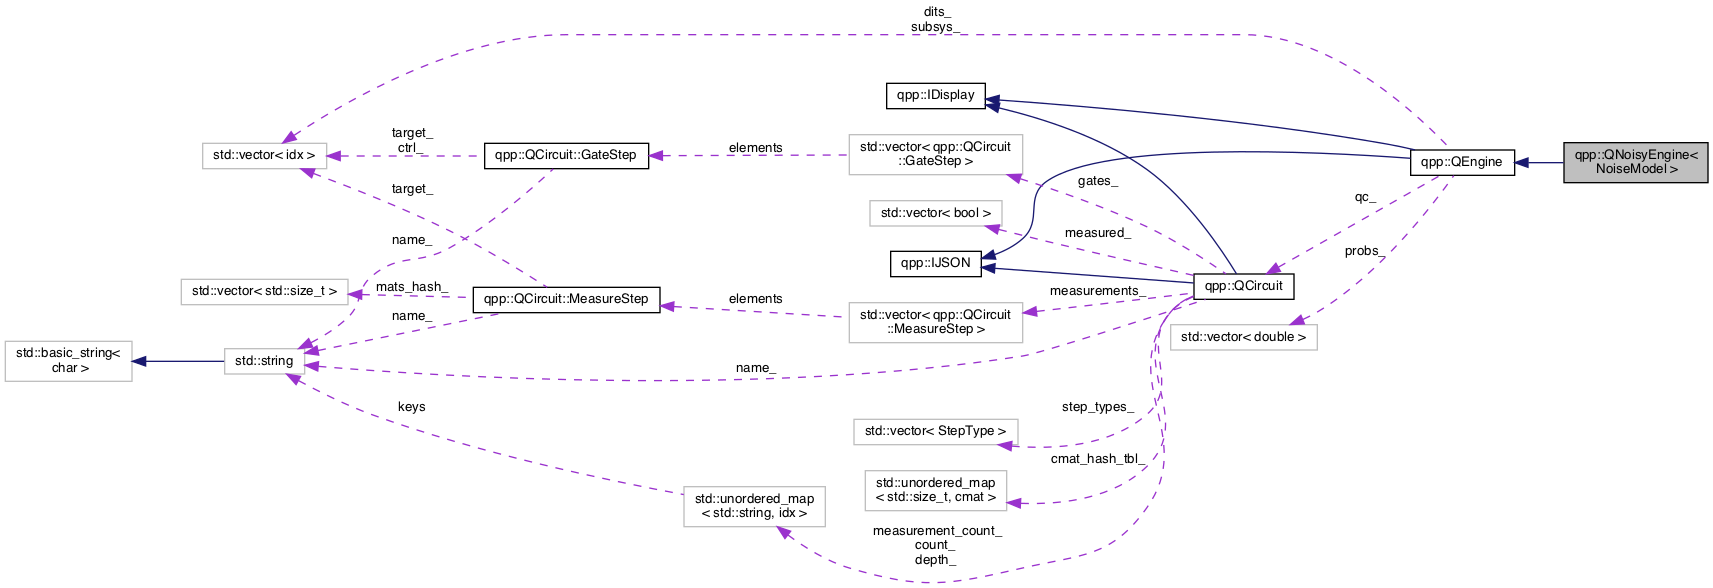 dits_
subsys_
qpp::IDisplay
target_
ctrl_
std::vector< idx >
qpp::QCircuit::GateStep
elements
std::vector< qpp::QCircuit
::GateStep >
qpp::QEngine
qpp::QNoisyEngine<
NoiseModel >
target_
gates_
qc_
std::vector< bool >
measured_
name_
probs_
qpp::IJSON
mats_hash_
std::vector< std::size_t >
qpp::QCircuit::MeasureStep
elements
measurements_
qpp::QCircuit
name_
std::vector< qpp::QCircuit
::MeasureStep >
std::vector< double >
std::basic_string<
char >
std::string
name_
keys
step_types_
std::vector< StepType >
cmat_hash_tbl_
std::unordered_map
< std::size_t, cmat >
std::unordered_map
< std::string, idx >
measurement_count_
count_
depth_